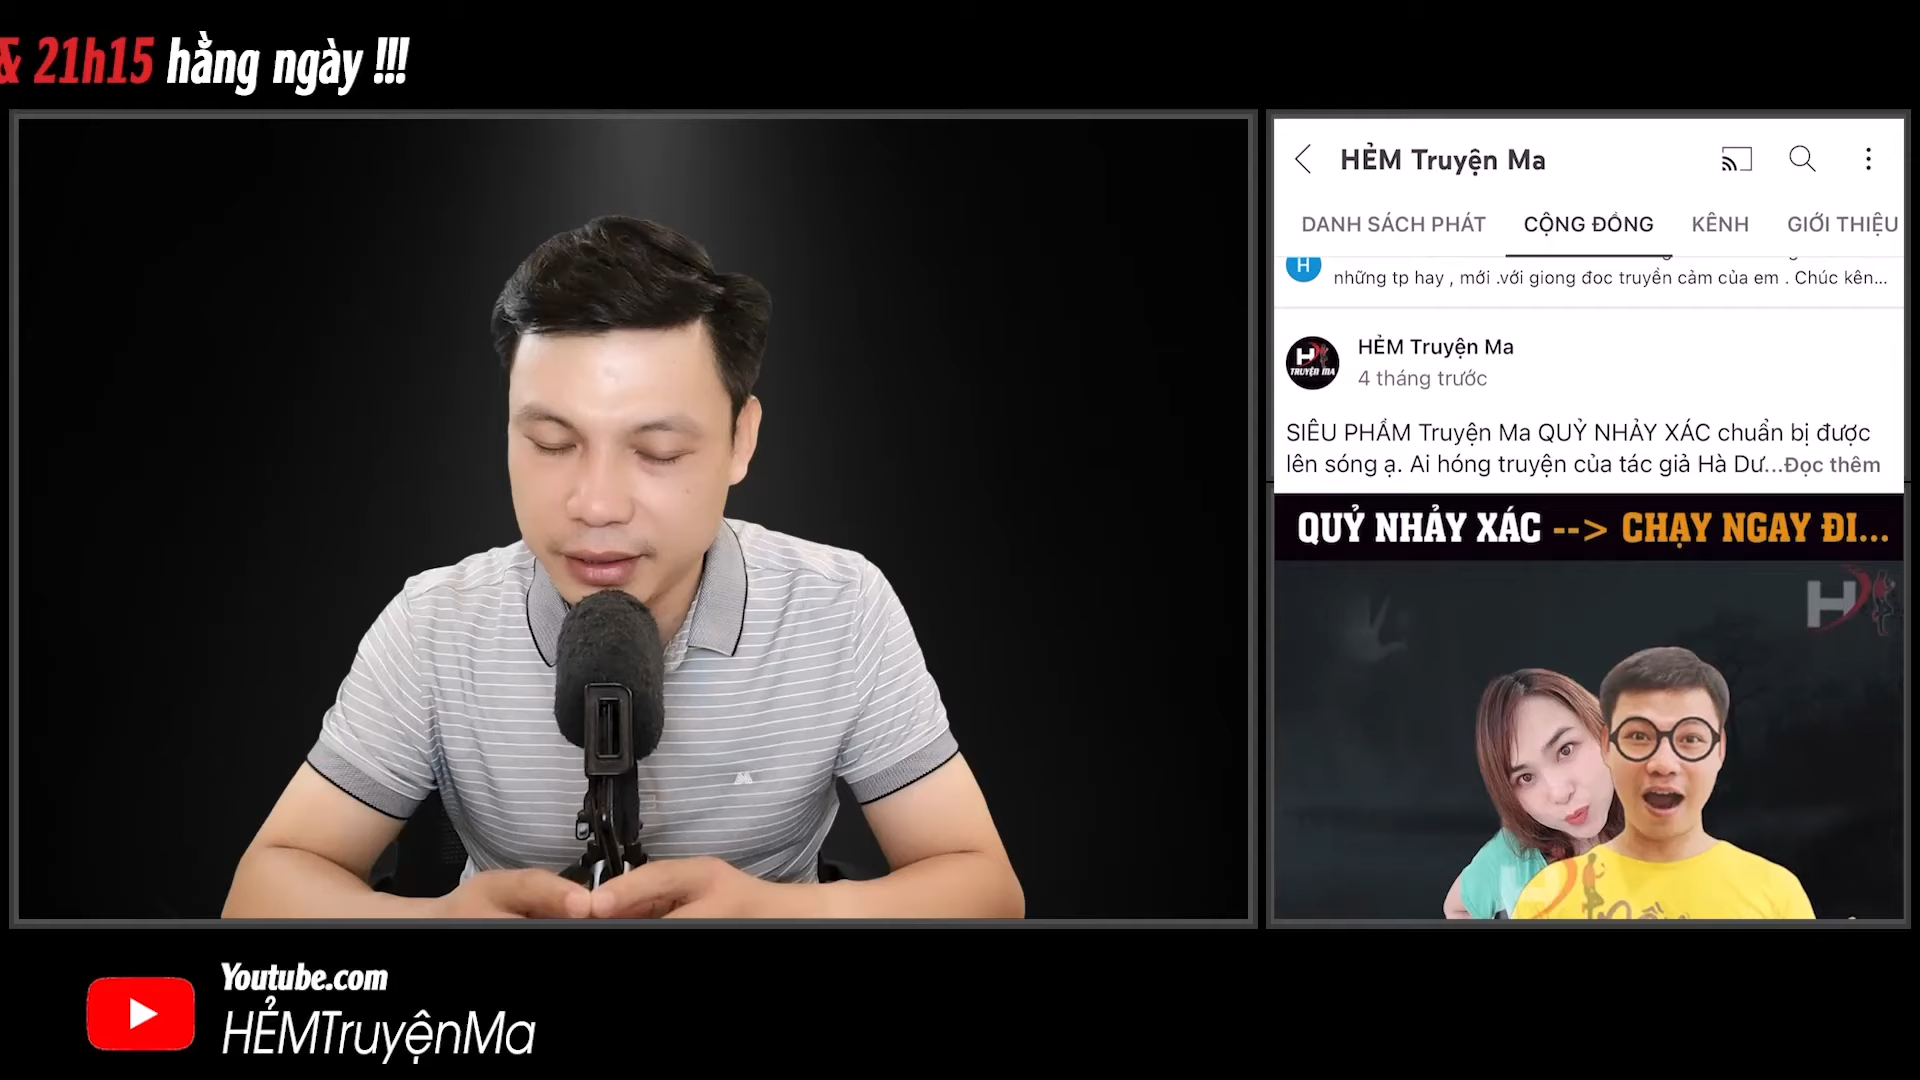 & 21h15 hằng ngày !!!
HẺM Truyện Ma
DANH SÁCH PHÁT
CỘNG ĐỒNG
KÊNH
GIỚI THIỆU
H
những tp hay , mới .với giong đoc truyền cảm của em . Chúc kên...
H
TRUYỆN MA
HẺM Truyện Ma
4 tháng trước
SIÊU PHẨM Truyện Ma QUỶ NHẢY XÁC chuẩn bị được
lên sóng ạ. Ai hóng truyện của tác giả Hà Dư...Đọc thêm
QUỶ NHẢY XÁC --> CHẠY NGAY ĐI...
H
Youtube.com
HẺMTruyệnMa